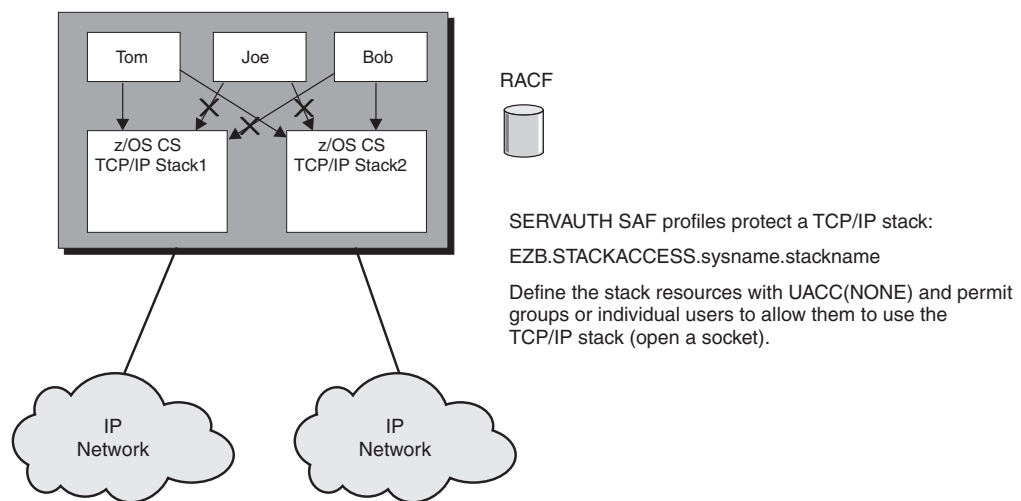 Tom
Joe
Bob
z/OS CS
TCP/IP Stack1
z/OS CS
TCP/IP Stack2
RACF
SERVAUTH SAF profiles protect a TCP/IP stack:
EZB.STACKACCESS.sysname.stackname
Define the stack resources with UACC(NONE) and permit
groups or individual users to allow them to use the
TCP/IP stack (open a socket).
IP
Network
IP
Network